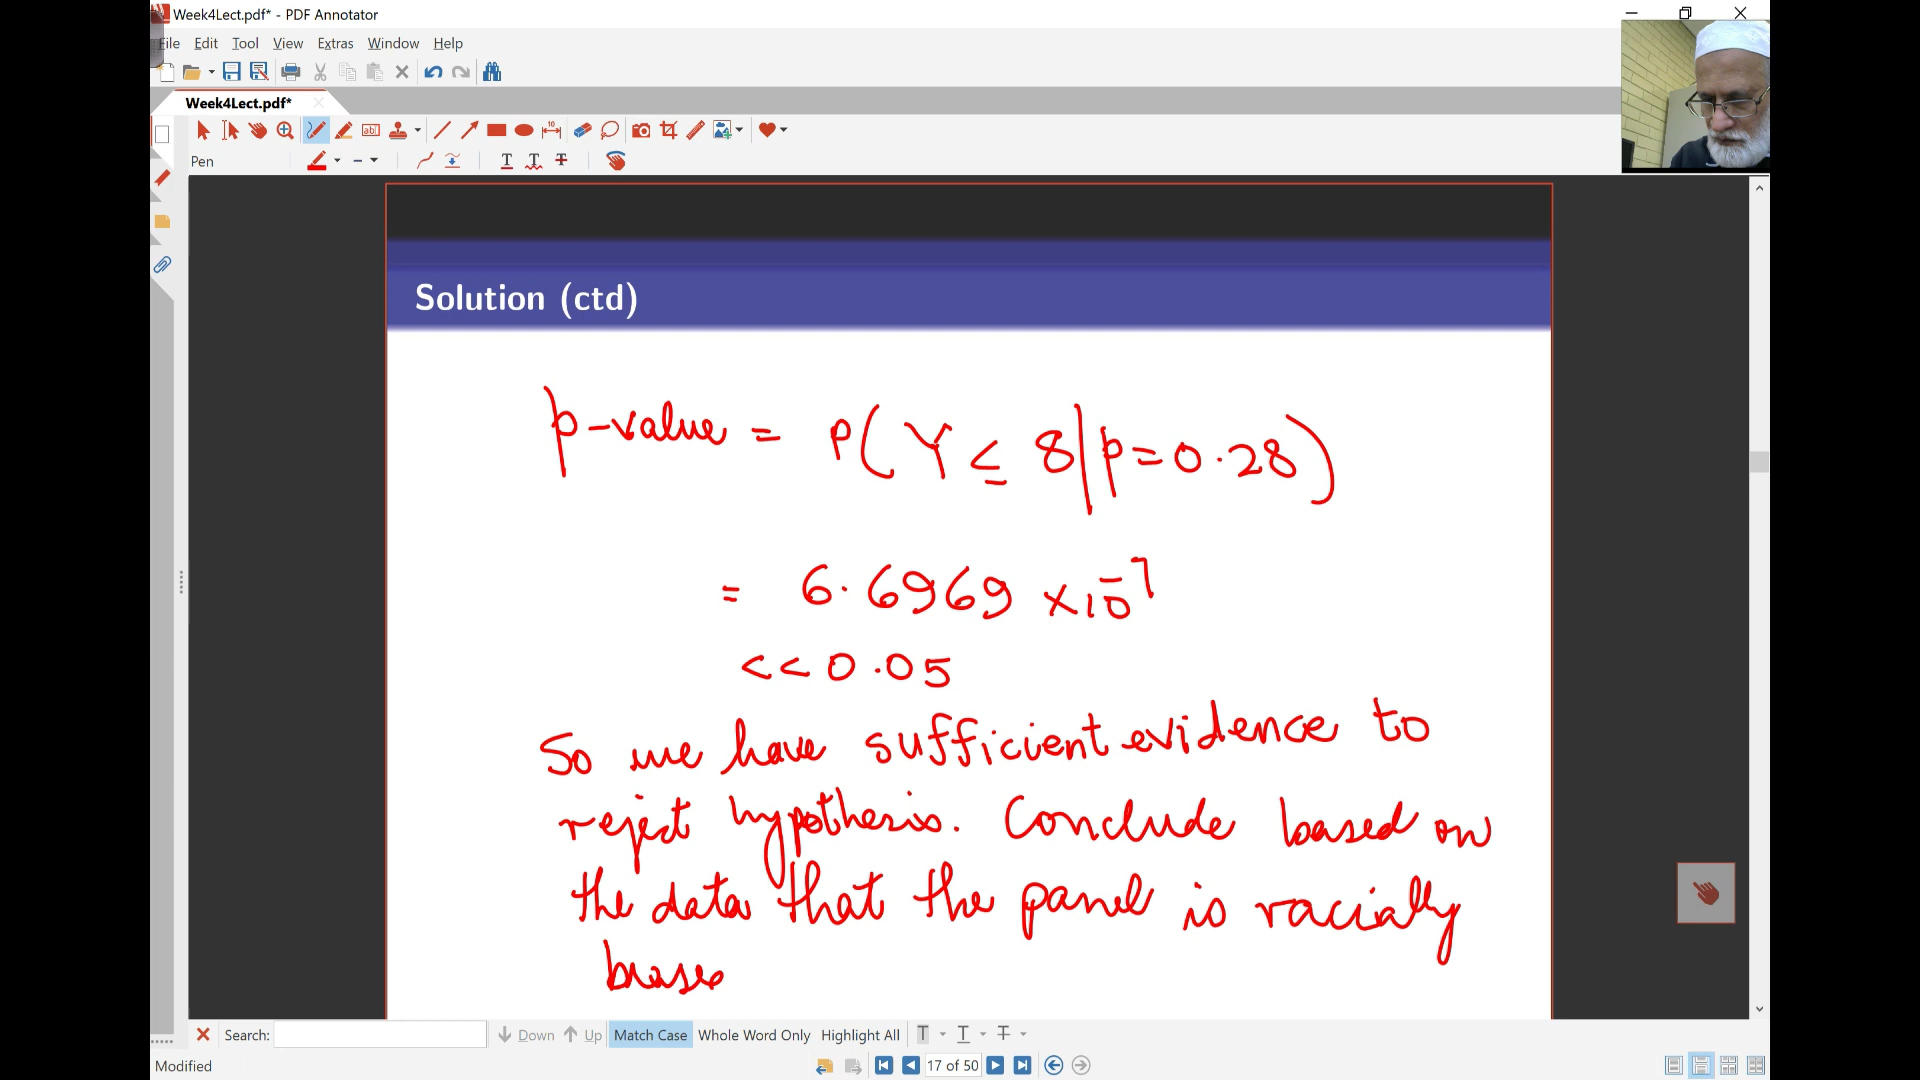 Week4Lect.pdf* - PDF Annotator
File Edit Tool View Extras Window Help
Week4Lect.pdf*
Pen
Solution (ctd)
p-value = P( Y ≤ 8 | p = 0.28 )
= 6.6969 × 10⁻⁷
<< 0.05
So we have sufficient evidence to
reject hypothesis. Conclude based on
the data that the panel is racially
biase
Search: Down Up Match Case Whole Word Only Highlight All T T T
Modified 17 of 50